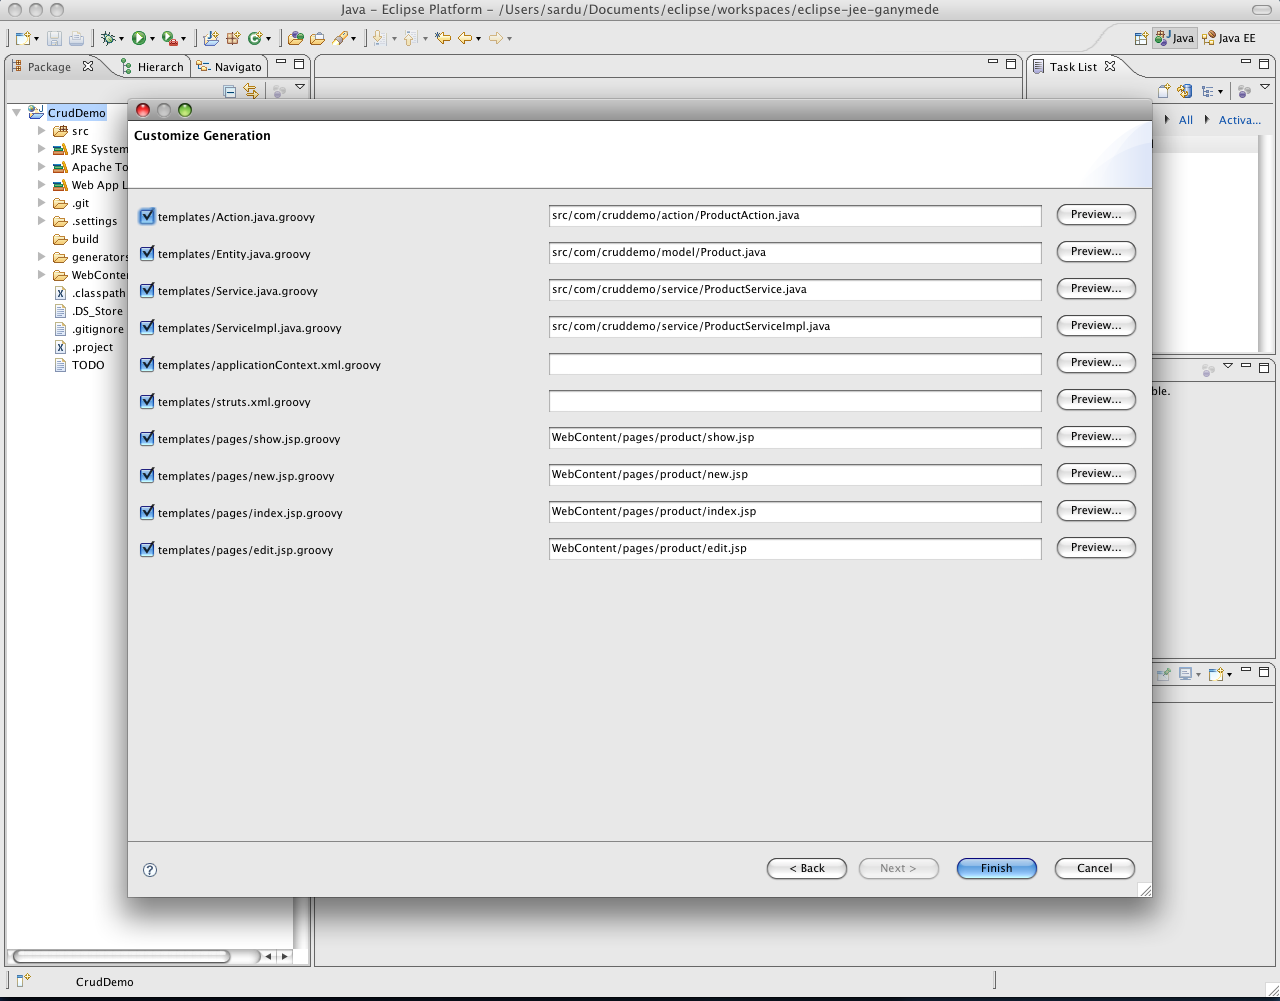 Java – Eclipse Platform – /Users/sardu/Documents/eclipse/workspaces/eclipse-jee-ganymede
Java
Java EE
Package
Hierarch
Navigato
Task List
All
Activa...
CrudDemo
src
JRE System
Apache To
Web App L
.git
.settings
build
generators
WebConte
.classpath
.DS_Store
.gitignore
.project
TODO
Customize Generation
templates/Action.java.groovy src/com/cruddemo/action/ProductAction.java Preview...
templates/Entity.java.groovy src/com/cruddemo/model/Product.java Preview...
templates/Service.java.groovy src/com/cruddemo/service/ProductService.java Preview...
templates/ServiceImpl.java.groovy src/com/cruddemo/service/ProductServiceImpl.java Preview...
templates/applicationContext.xml.groovy Preview...
templates/struts.xml.groovy Preview...
templates/pages/show.jsp.groovy WebContent/pages/product/show.jsp Preview...
templates/pages/new.jsp.groovy WebContent/pages/product/new.jsp Preview...
templates/pages/index.jsp.groovy WebContent/pages/product/index.jsp Preview...
templates/pages/edit.jsp.groovy WebContent/pages/product/edit.jsp Preview...
ble.
?
< Back
Next >
Finish
Cancel
CrudDemo